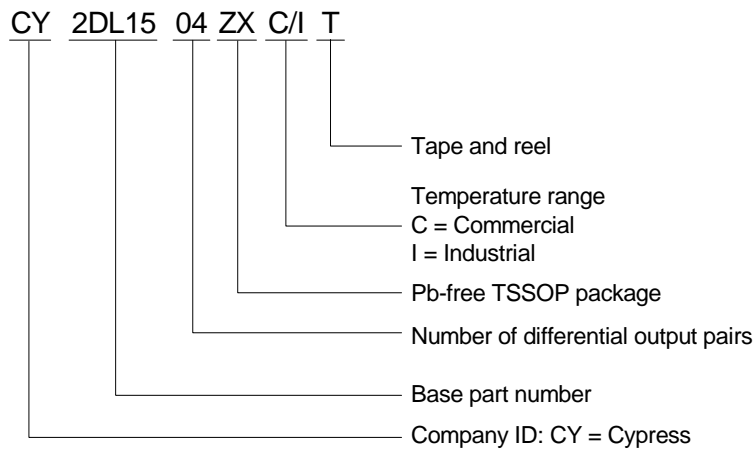 CY 2DL15 04 ZX C/I T
Tape and reel
Temperature range
C = Commercial
I = Industrial
Pb-free TSSOP package
Number of differential output pairs
Base part number
Company ID: CY = Cypress